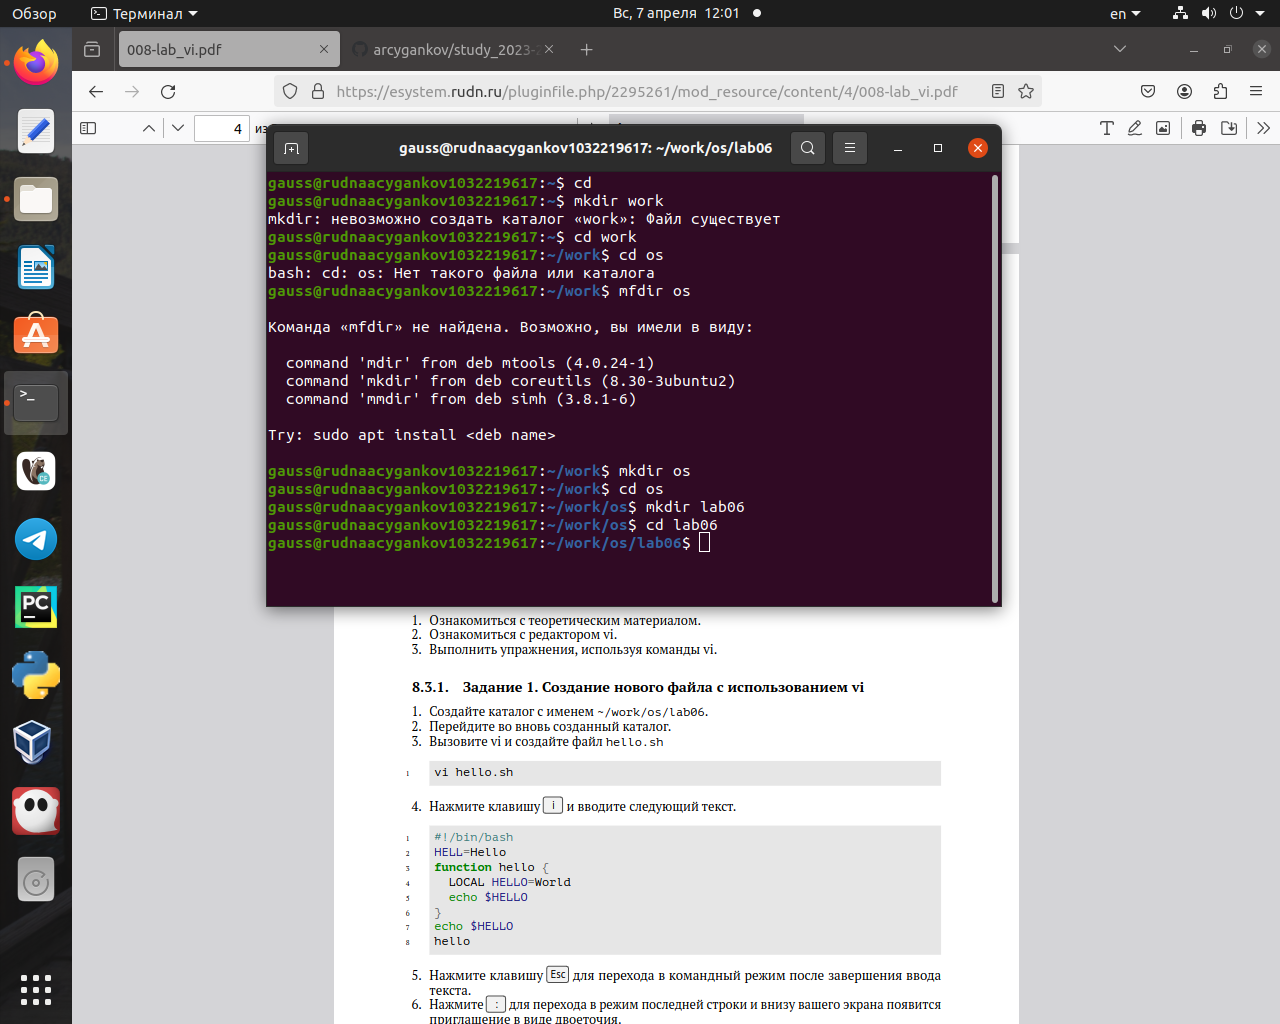 Обзор
Терминал
Вс, 7 апреля 12:01
en
008-lab_vi.pdf
arcygankov/study_2023-2
https://esystem.rudn.ru/pluginfile.php/2295261/mod_resource/content/4/008-lab_vi.pdf
4 из
gauss@rudnaacygankov1032219617: ~/work/os/lab06
gauss@rudnaacygankov1032219617:~$ cd
gauss@rudnaacygankov1032219617:~$ mkdir work
mkdir: невозможно создать каталог «work»: Файл существует
gauss@rudnaacygankov1032219617:~$ cd work
gauss@rudnaacygankov1032219617:~/work$ cd os
bash: cd: os: Нет такого файла или каталога
gauss@rudnaacygankov1032219617:~/work$ mfdir os
Команда «mfdir» не найдена. Возможно, вы имели в виду:
command 'mdir' from deb mtools (4.0.24-1)
command 'mkdir' from deb coreutils (8.30-3ubuntu2)
command 'mmdir' from deb simh (3.8.1-6)
Try: sudo apt install <deb name>
gauss@rudnaacygankov1032219617:~/work$ mkdir os
gauss@rudnaacygankov1032219617:~/work$ cd os
gauss@rudnaacygankov1032219617:~/work/os$ mkdir lab06
gauss@rudnaacygankov1032219617:~/work/os$ cd lab06
gauss@rudnaacygankov1032219617:~/work/os/lab06$
1. Ознакомиться с теоретическим материалом.
2. Ознакомиться с редактором vi.
3. Выполнить упражнения, используя команды vi.
8.3.1. Задание 1. Создание нового файла с использованием vi
1. Создайте каталог с именем ~/work/os/lab06.
2. Перейдите во вновь созданный каталог.
3. Вызовите vi и создайте файл hello.sh
1 vi hello.sh
4. Нажмите клавишу i и вводите следующий текст.
1 #!/bin/bash
2 HELL=Hello
3 function hello {
4 LOCAL HELLO=World
5 echo $HELLO
6 }
7 echo $HELLO
8 hello
5. Нажмите клавишу Esc для перехода в командный режим после завершения ввода
текста.
6. Нажмите : для перехода в режим последней строки и внизу вашего экрана появится
приглашение в виде двоеточия.
PC
CE
>_